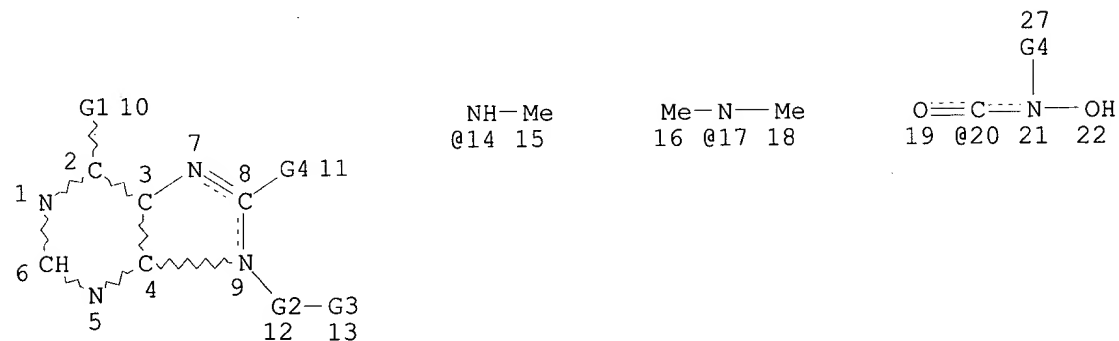 27
G4
G1 10
NH Me
Me N Me
O C N OH
@14 15
16 @17 18
19 @20 21 22
7
2 C 3 N 8 G4 11
1 N C C
6 CH C N
N 4 9
5 G2 G3
12 13